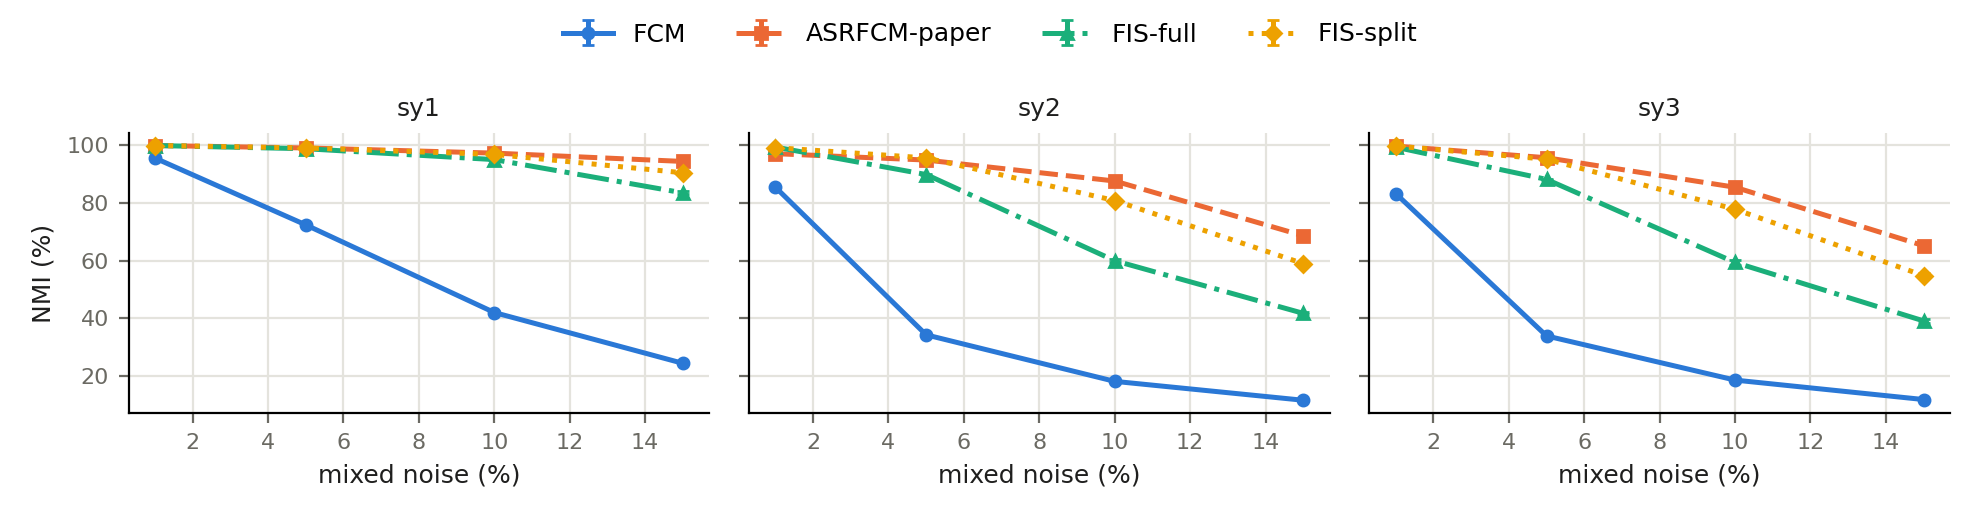 FCM ASRFCM-paper FIS-full FIS-split
sy1 sy2 sy3
NMI (%)
100
80
60
40
20
2 4 6 8 10 12 14 2 4 6 8 10 12 14 2 4 6 8 10 12 14
mixed noise (%) mixed noise (%) mixed noise (%)